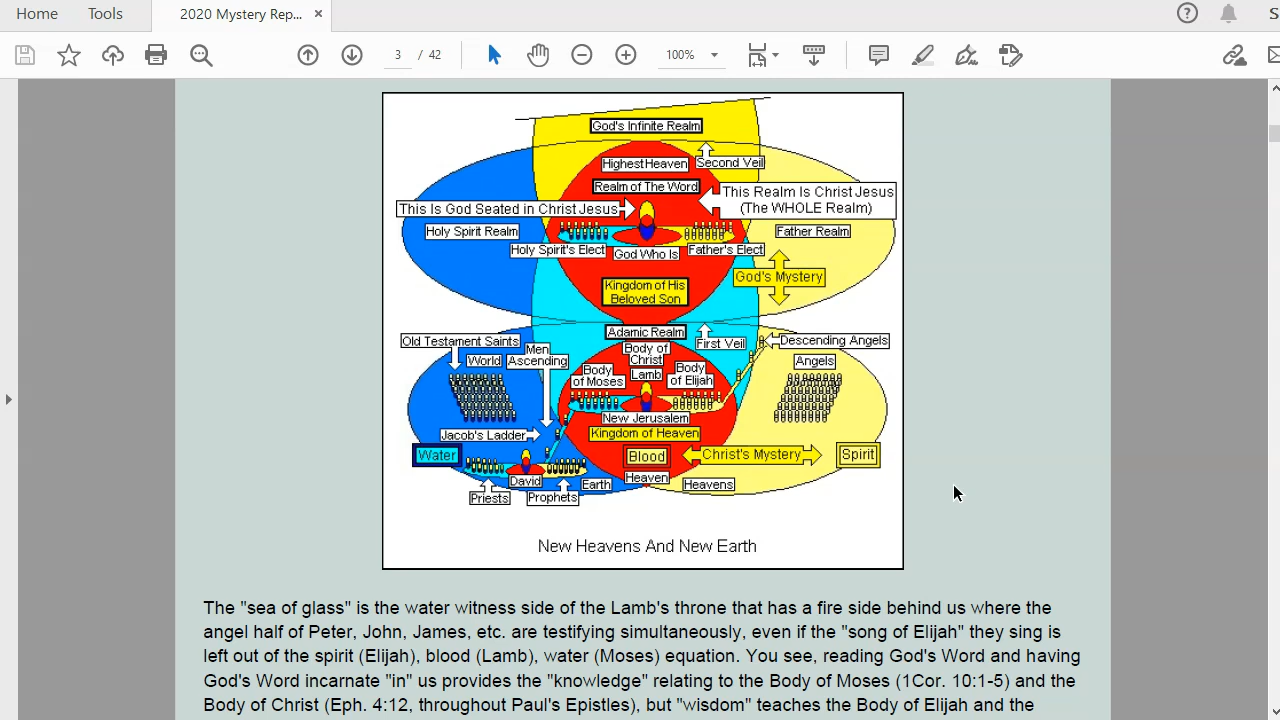 Home Tools 2020 Mystery Rep... × S
3 / 42 100%
God's Infinite Realm
Highest Heaven Second Veil
Realm of The Word
This Realm Is Christ Jesus
(The WHOLE Realm)
This Is God Seated in Christ Jesus
Holy Spirit Realm Father Realm
Holy Spirit's Elect God Who Is Father's Elect
God's Mystery
Kingdom of His
Beloved Son
Adamic Realm
Old Testament Saints First Veil Descending Angels
World Men
Ascending
Body of
Christ
Angels
Body
of Moses
Lamb
Body
of Elijah
New Jerusalem
Jacob's Ladder Kingdom of Heaven
Water Blood Christ's Mystery Spirit
David Earth Heaven Heavens
Priests Prophets
New Heavens And New Earth
The "sea of glass" is the water witness side of the Lamb's throne that has a fire side behind us where the
angel half of Peter, John, James, etc. are testifying simultaneously, even if the "song of Elijah" they sing is
left out of the spirit (Elijah), blood (Lamb), water (Moses) equation. You see, reading God's Word and having
God's Word incarnate "in" us provides the "knowledge" relating to the Body of Moses (1Cor. 10:1-5) and the
Body of Christ (Eph. 4:12, throughout Paul's Epistles), but "wisdom" teaches the Body of Elijah and the